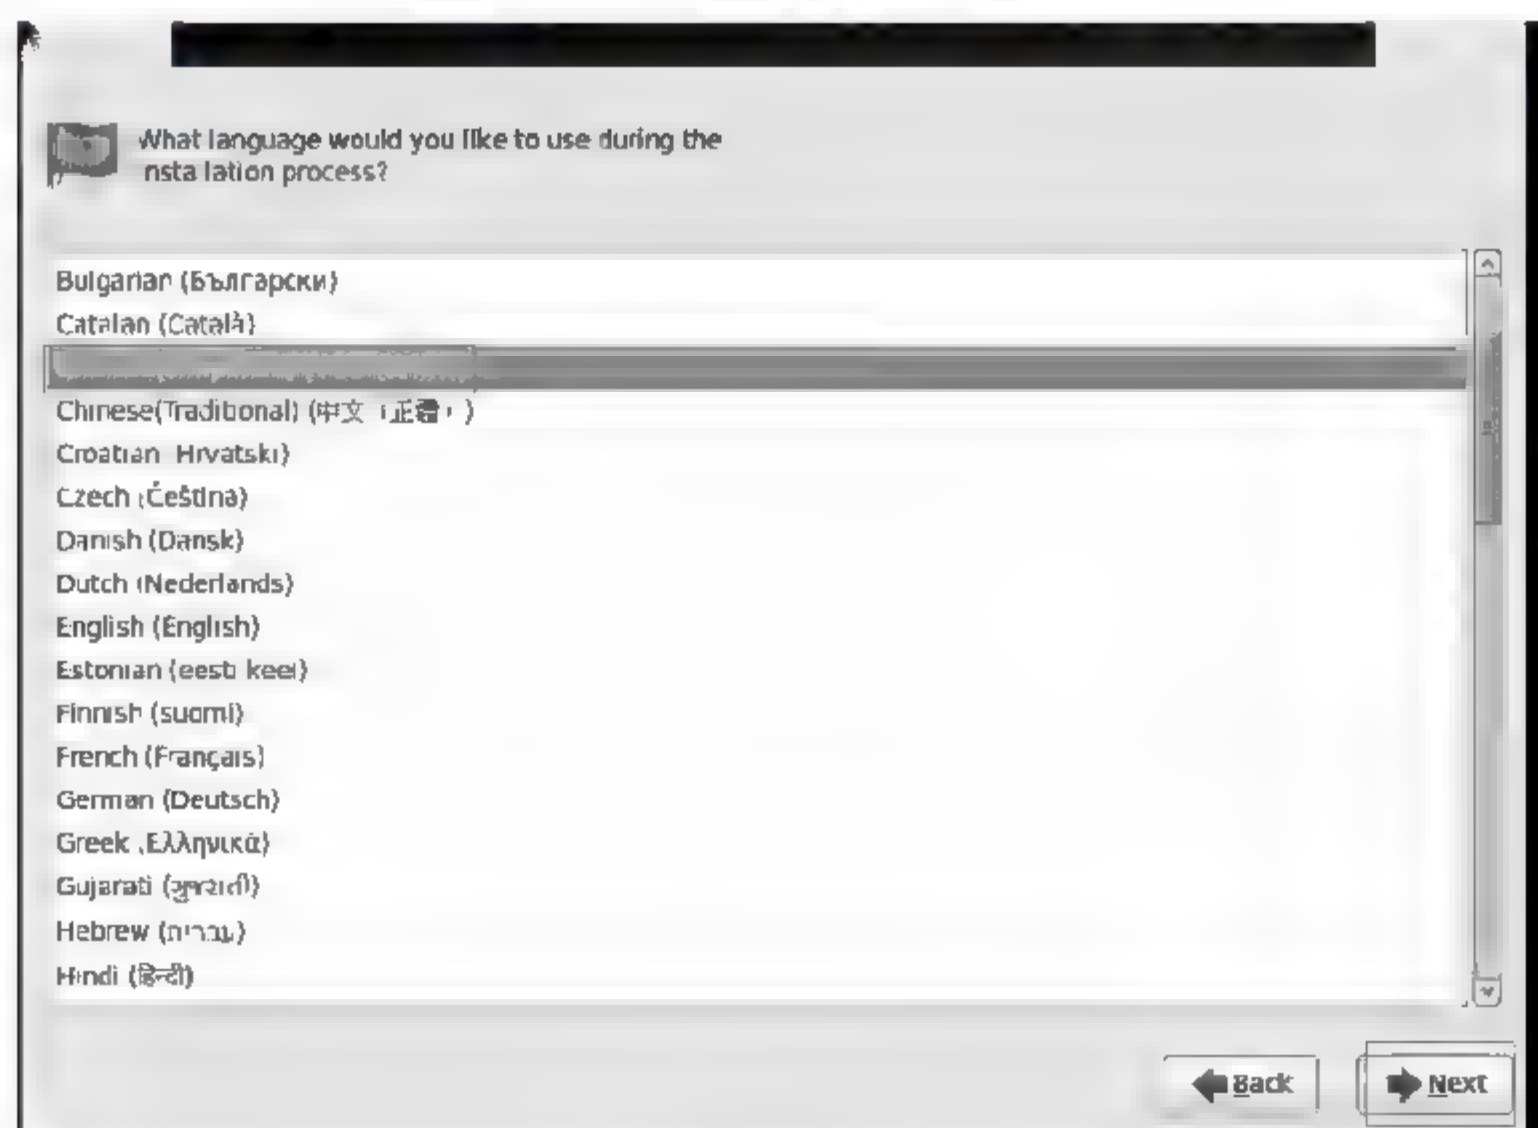 What language would you like to use during the
installation process?
Bulgarian (Български)
Catalan (Català)
Chinese(Traditional) (中文
Croatian (Hrvatski)
Czech (Čeština)
Danish (Dansk)
Dutch (Nederlands)
English (English)
Estonian (eesti keel)
Finnish (suomi)
French (Français)
German (Deutsch)
Greek (Ελληνικά)
Gujarati (ગુજરાતી)
Hebrew (עברית)
Hindi (हिन्दी)
Back
Next